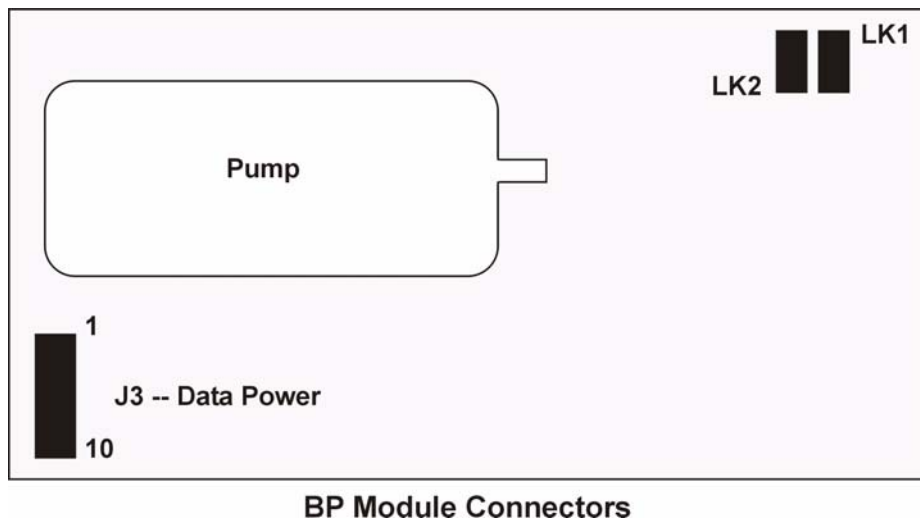 LK1
LK2
Pump
1
J3 -- Data Power
10
BP Module Connectors